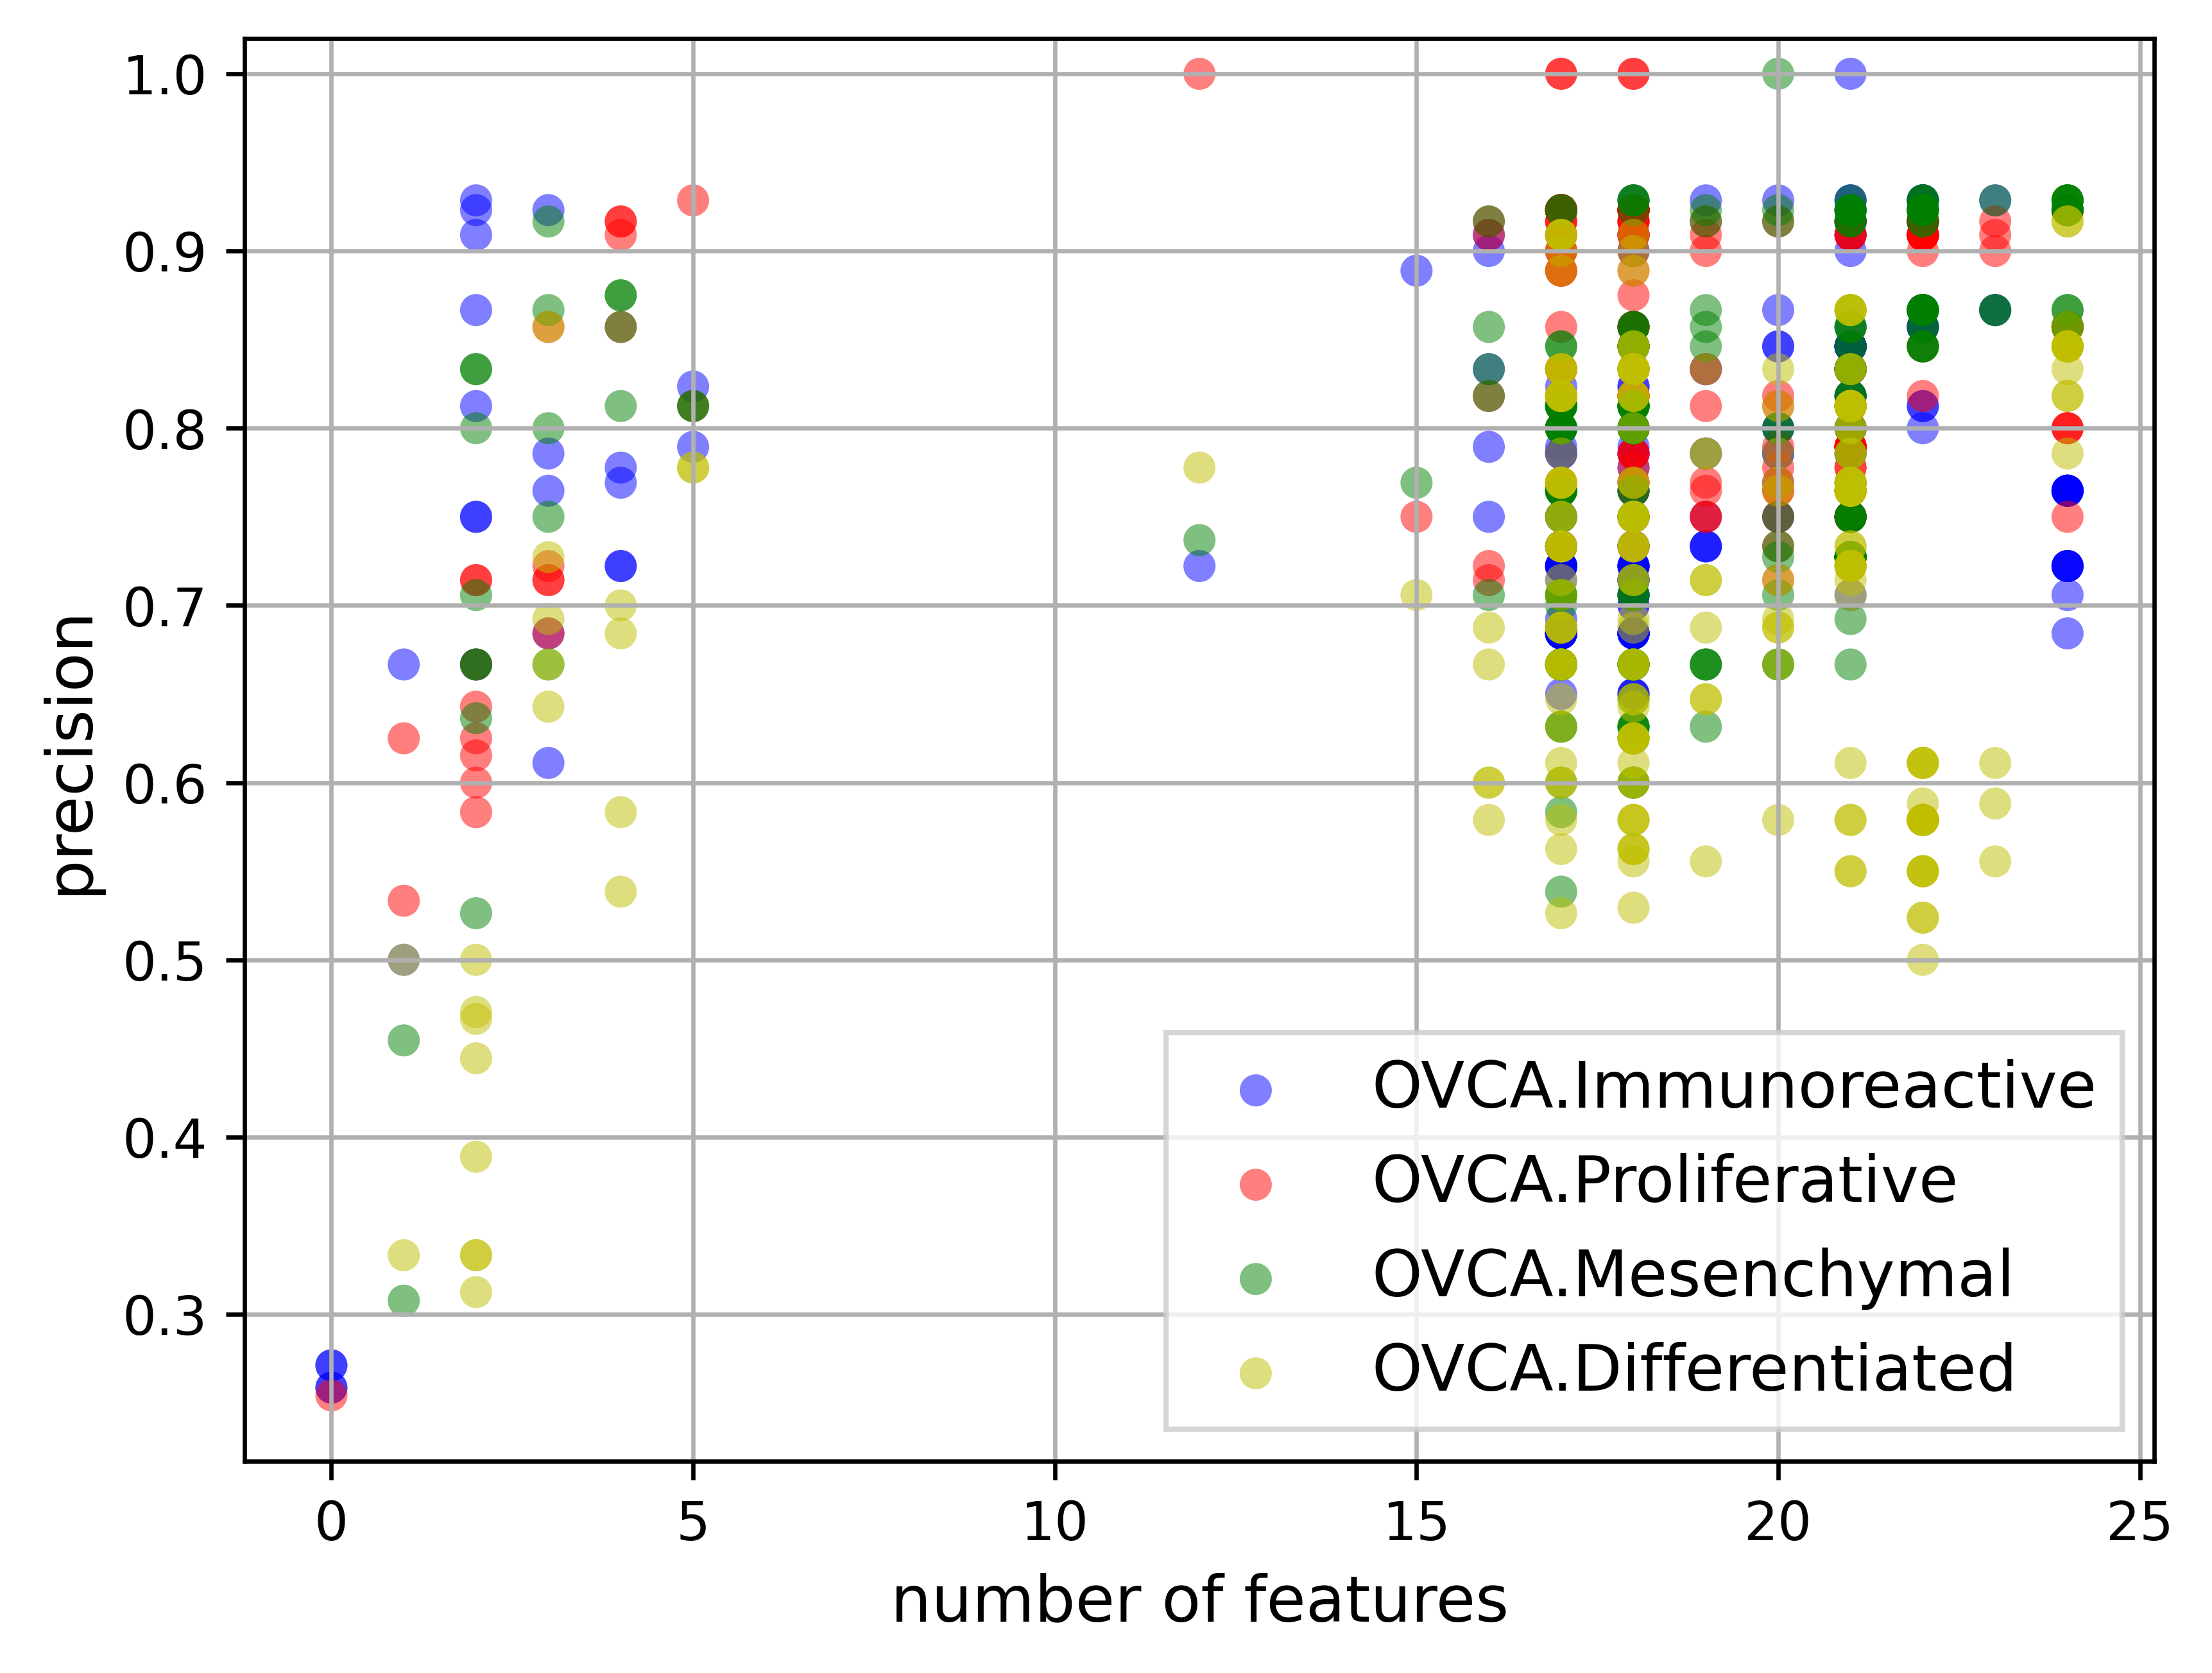 1.0
0.9
0.8
0.7
0.6
0.5
0.4
0.3
precision
OVCA.Immunoreactive
OVCA.Proliferative
OVCA.Mesenchymal
OVCA.Differentiated
0 5 10 15 20 25
number of features